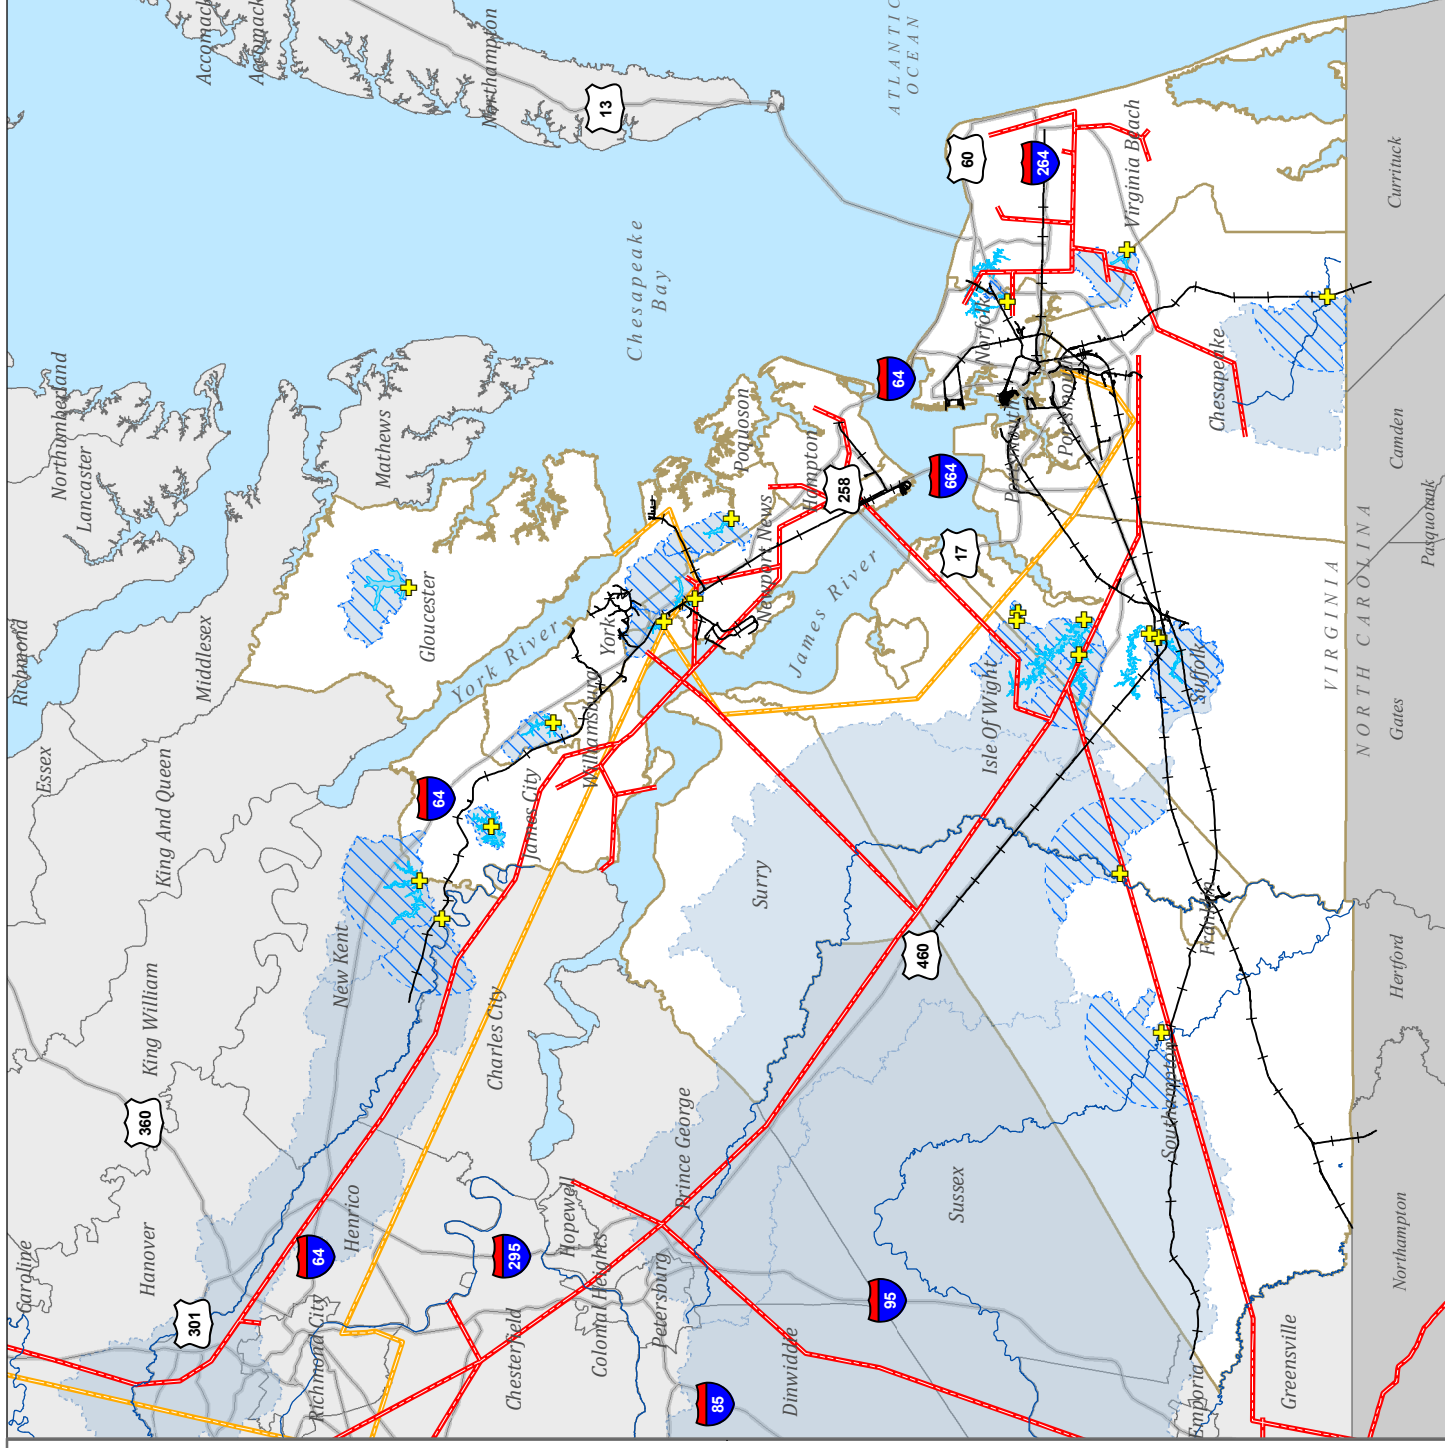 Accomack
Accomack
Northampton
13
ATLANTIC
OCEAN
60
264
Virginia Beach
Currituck
Chesapeake
Bay
Northumberland
Lancaster
Mathews
Poquoson
Hampton
64
Norfolk
Portsmouth
Portsmouth
Chesapeake
Camden
Pasquotank
258
664
17
Newport News
James River
Richmond
Middlesex
Gloucester
York River
York
Williamsburg
Isle Of Wight
Suffolk
VIRGINIA
NORTH CAROLINA
Gates
Essex
King And Queen
64
James City
Surry
New Kent
King William
Charles City
460
Franklin
Hertford
360
Prince George
Southampton
Sussex
Northampton
Caroline
Hanover
Henrico
64
295
Hopewell
Colonial Heights
Petersburg
301
Richmond City
Chesterfield
95
85
Dinwiddie
Emporia
Greensville